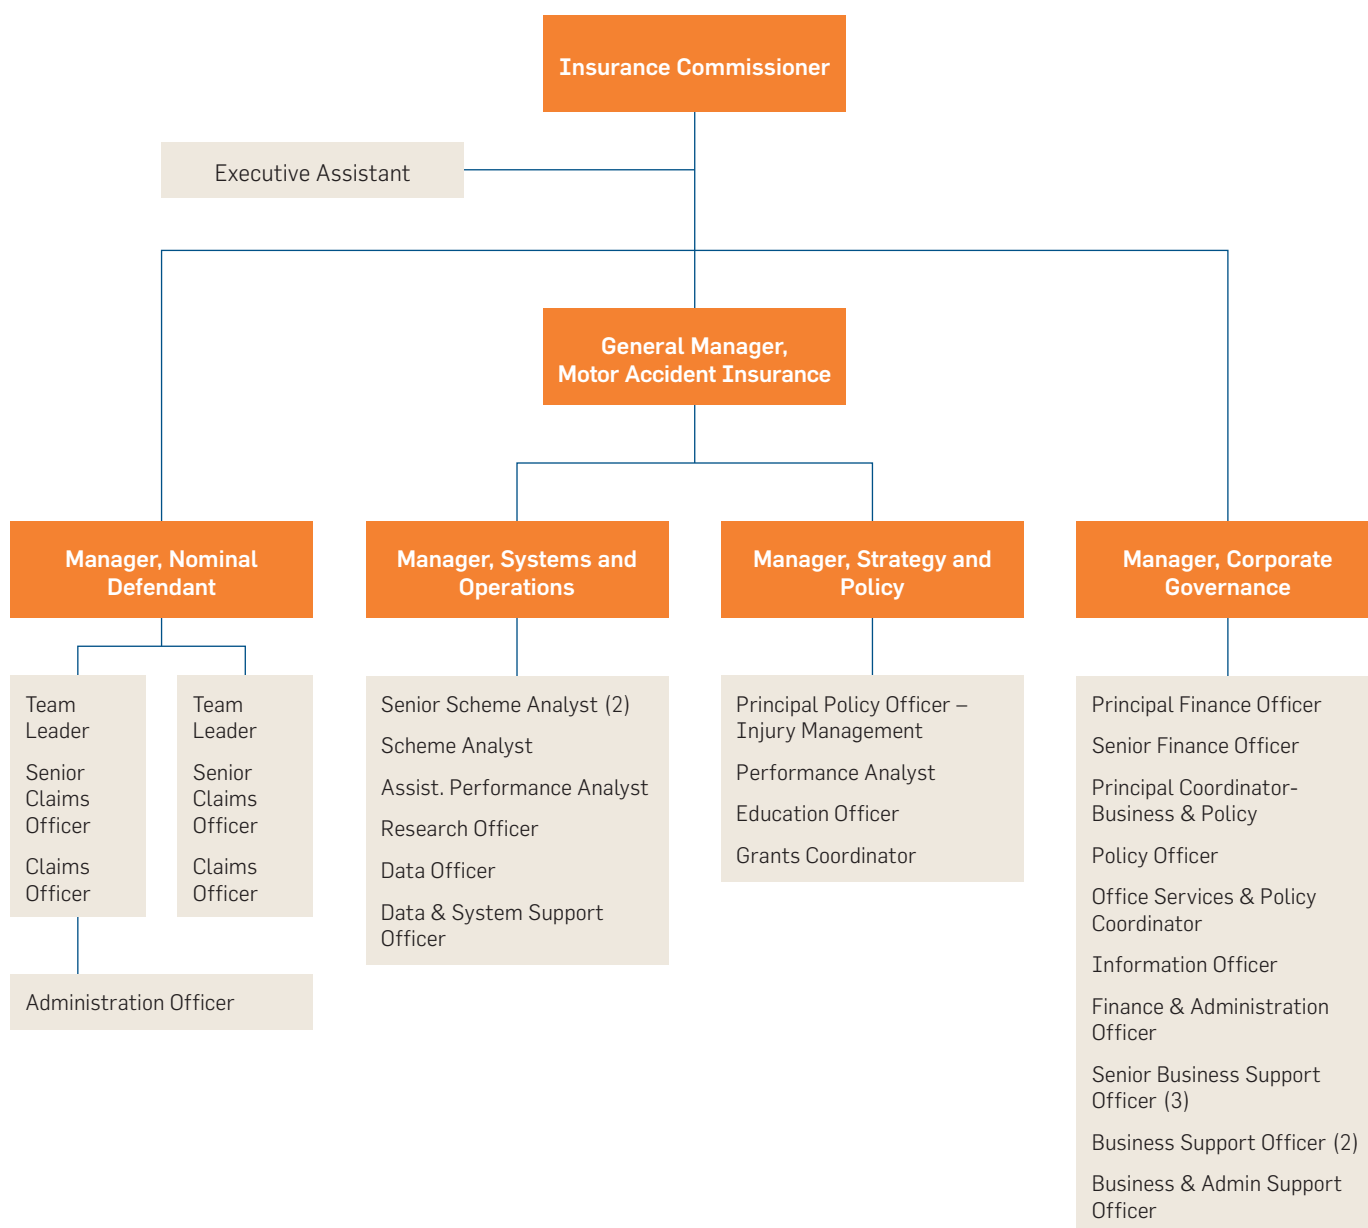 Insurance Commissioner
Executive Assistant
General Manager,
Motor Accident Insurance
Manager, Nominal
Defendant
Team
Leader
Senior
Claims
Officer
Claims
Officer
Team
Leader
Senior
Claims
Officer
Claims
Officer
Administration Officer
Manager, Systems and
Operations
Senior Scheme Analyst (2)
Scheme Analyst
Assist. Performance Analyst
Research Officer
Data Officer
Data & System Support
Officer
Manager, Strategy and
Policy
Principal Policy Officer –
Injury Management
Performance Analyst
Education Officer
Grants Coordinator
Manager, Corporate
Governance
Principal Finance Officer
Senior Finance Officer
Principal Coordinator-
Business & Policy
Policy Officer
Office Services & Policy
Coordinator
Information Officer
Finance & Administration
Officer
Senior Business Support
Officer (3)
Business Support Officer (2)
Business & Admin Support
Officer